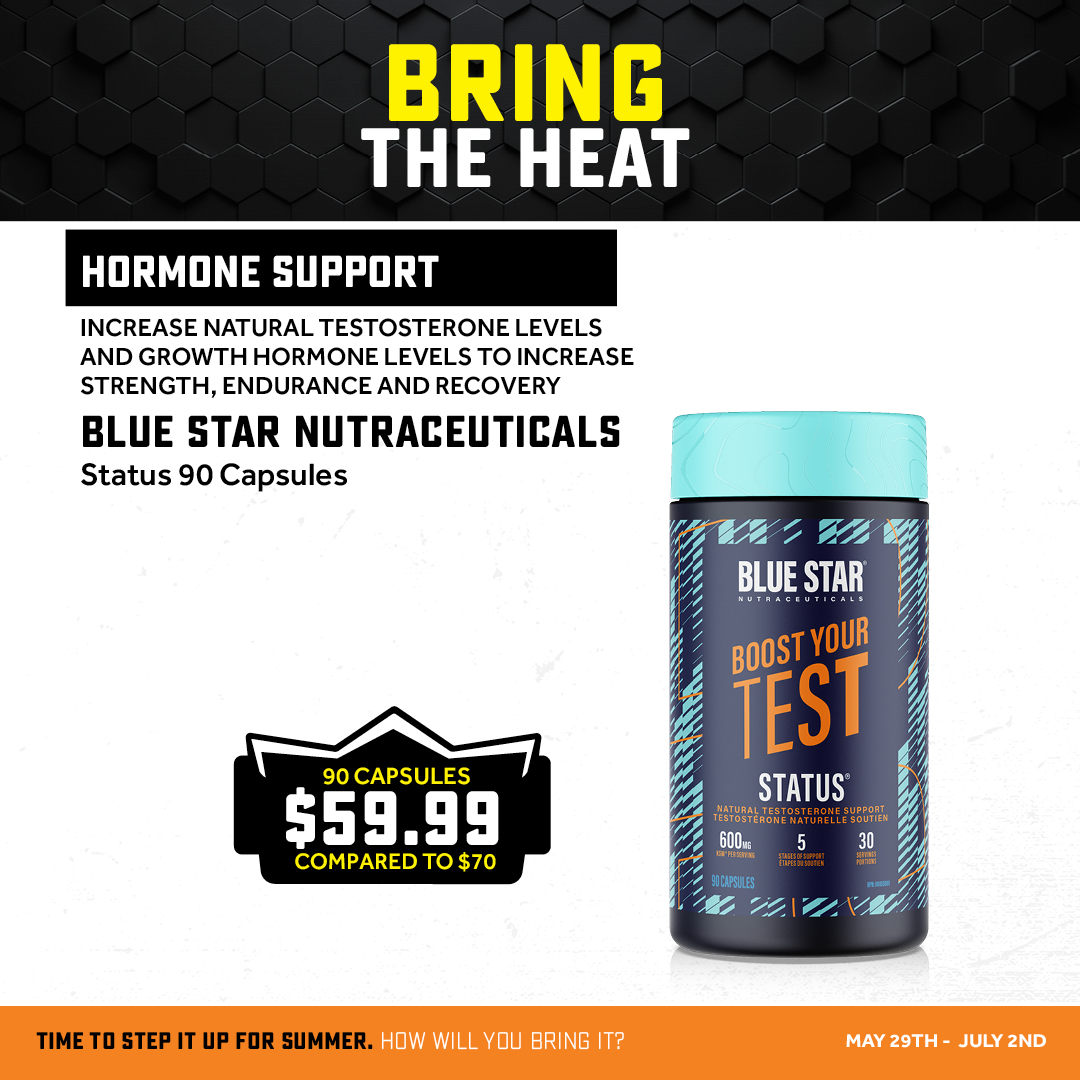 BRING
THE HEAT
HORMONE SUPPORT
INCREASE NATURAL TESTOSTERONE LEVELS
AND GROWTH HORMONE LEVELS TO INCREASE
STRENGTH, ENDURANCE AND RECOVERY
BLUE STAR NUTRACEUTICALS
Status 90 Capsules
90 CAPSULES
$59.99
COMPARED TO $70
BLUE STAR®
NUTRACEUTICALS
BOOST YOUR
TEST
STATUS®
NATURAL TESTOSTERONE SUPPORT
TESTOSTÉRONE NATURELLE SOUTIEN
600MG 5 30
KSM® PER SERVING STAGES OF SUPPORT SERVINGS
ÉTAPES DU SOUTIEN PORTIONS
90 CAPSULES
TIME TO STEP IT UP FOR SUMMER. HOW WILL YOU BRING IT?
MAY 29TH - JULY 2ND